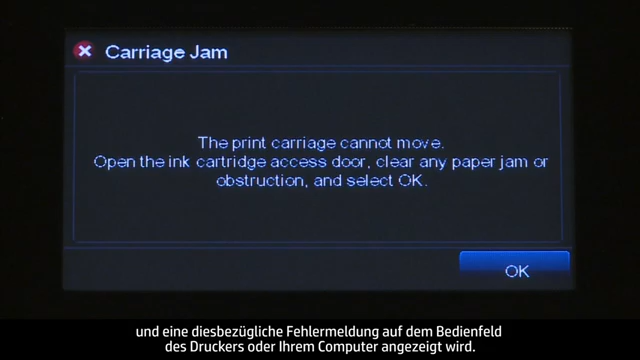 Carriage Jam
The print carriage cannot move.
Open the ink cartridge access door, clear any paper jam or
obstruction, and select OK.
OK
und eine diesbezügliche Fehlermeldung auf dem Bedienfeld
des Druckers oder Ihrem Computer angezeigt wird.